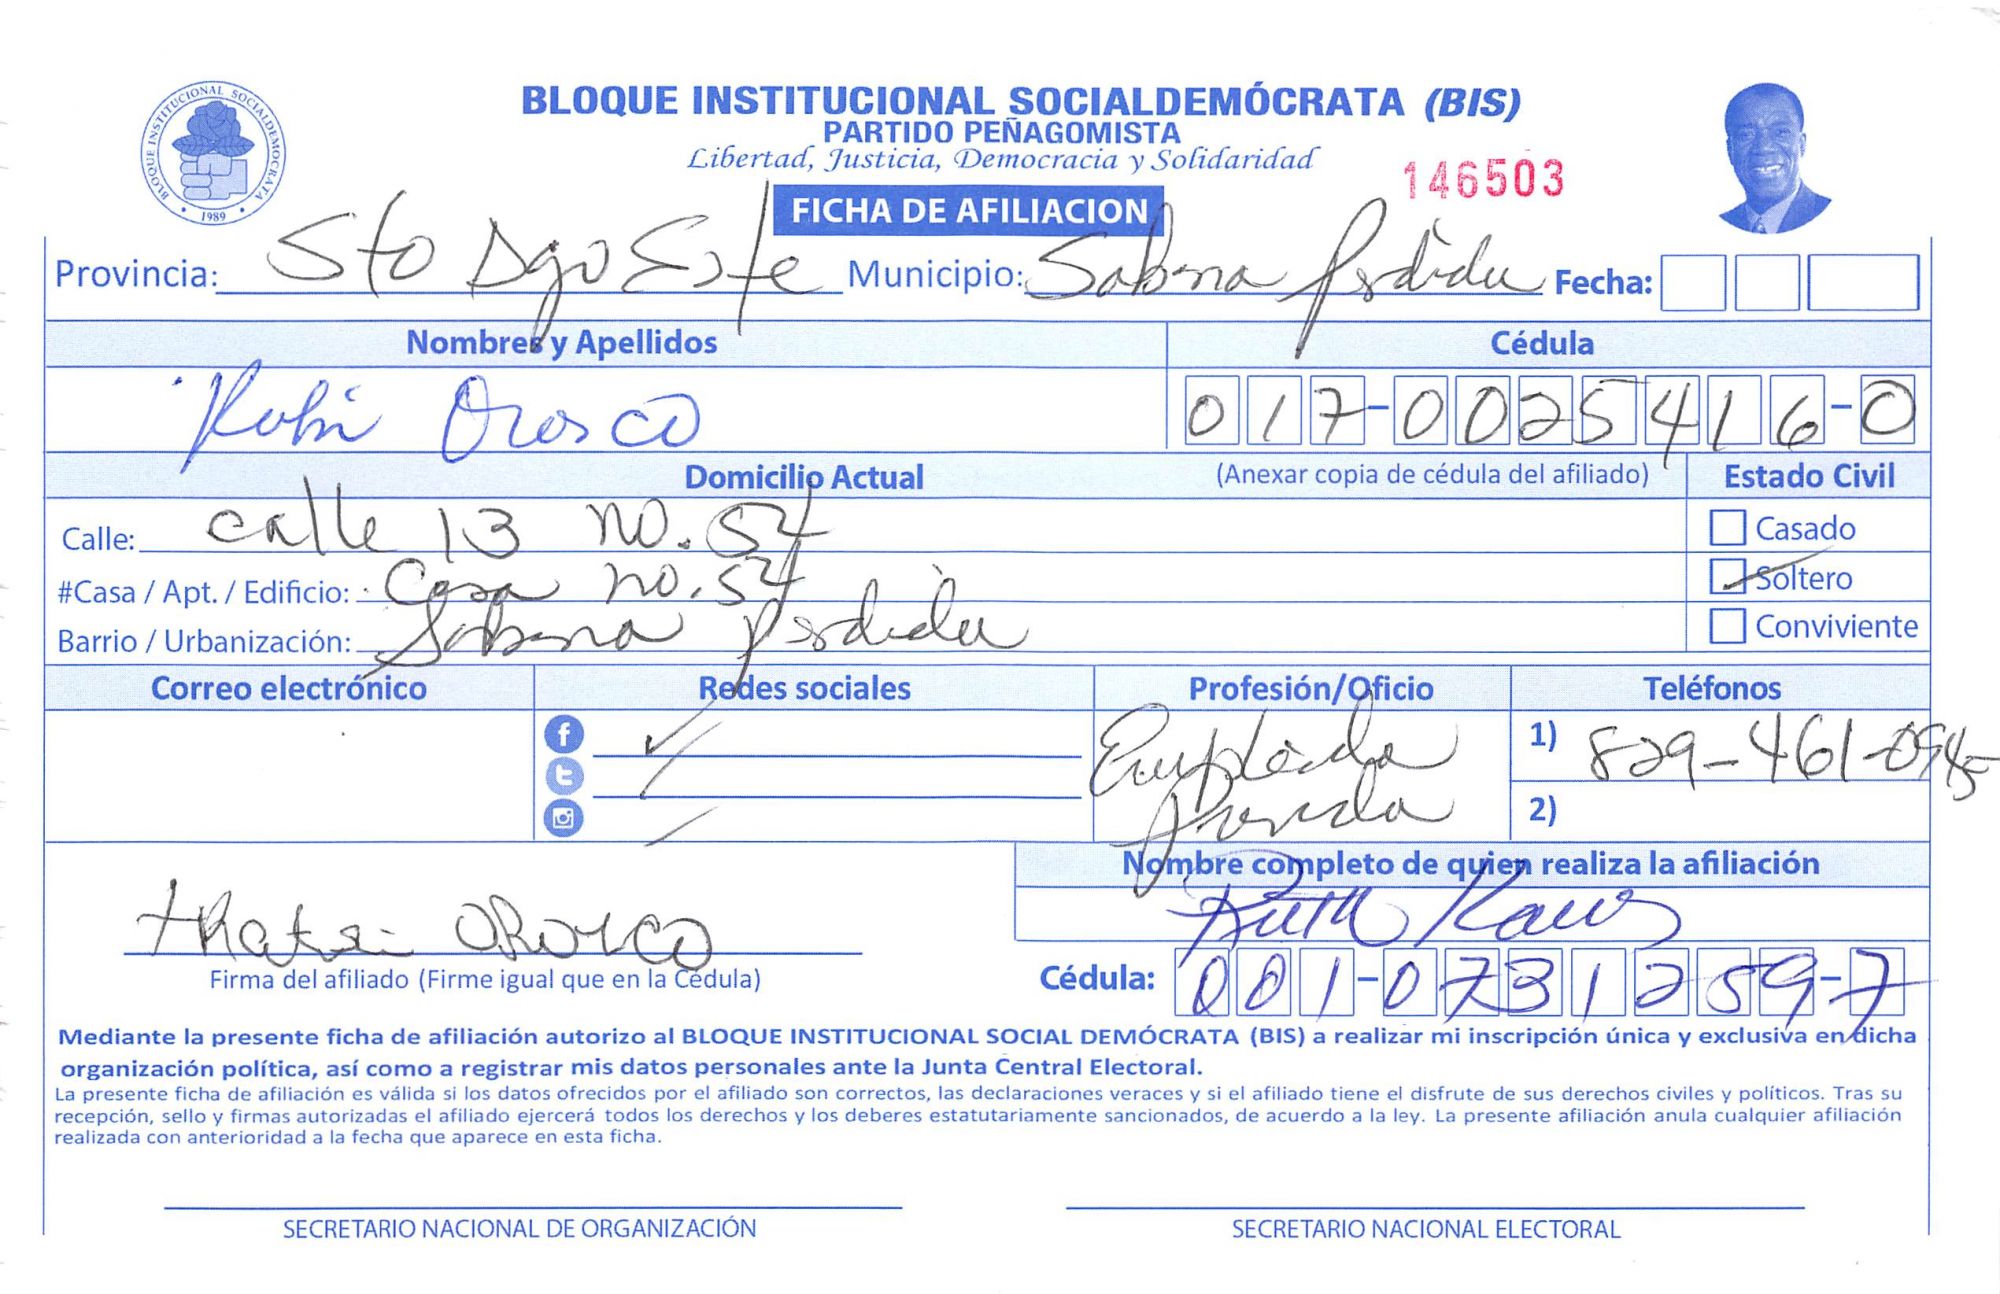 BLOQUE INSTITUCIONAL SOCIALDEMÓCRATA
1989
BLOQUE INSTITUCIONAL SOCIALDEMÓCRATA (BIS)
PARTIDO PEÑAGOMISTA
Libertad, Justicia, Democracia y Solidaridad
146503
FICHA DE AFILIACION
Provincia: Sto Dgo Este Municipio: Sabana perdida Fecha:
Nombres y Apellidos Cédula
Orosco 017-0025416-0
Domicilio Actual (Anexar copia de cédula del afiliado) Estado Civil
Calle: calle 13 no. 54 Casado
#Casa / Apt. / Edificio: Casa no. 54 Soltero
Barrio / Urbanización: Sabana perdida Conviviente
Correo electrónico Redes sociales Profesión/Oficio Teléfonos
1) 829-461-0945
2)
Nombre completo de quien realiza la afiliación
Ruth
ORosco
Firma del afiliado (Firme igual que en la Cédula) Cédula: 001-0731259-7
Mediante la presente ficha de afiliación autorizo al BLOQUE INSTITUCIONAL SOCIAL DEMÓCRATA (BIS) a realizar mi inscripción única y exclusiva en dicha
organización política, así como a registrar mis datos personales ante la Junta Central Electoral.
La presente ficha de afiliación es válida si los datos ofrecidos por el afiliado son correctos, las declaraciones veraces y si el afiliado tiene el disfrute de sus derechos civiles y políticos. Tras su
recepción, sello y firmas autorizadas el afiliado ejercerá todos los derechos y los deberes estatutariamente sancionados, de acuerdo a la ley. La presente afiliación anula cualquier afiliación
realizada con anterioridad a la fecha que aparece en esta ficha.
SECRETARIO NACIONAL DE ORGANIZACIÓN SECRETARIO NACIONAL ELECTORAL